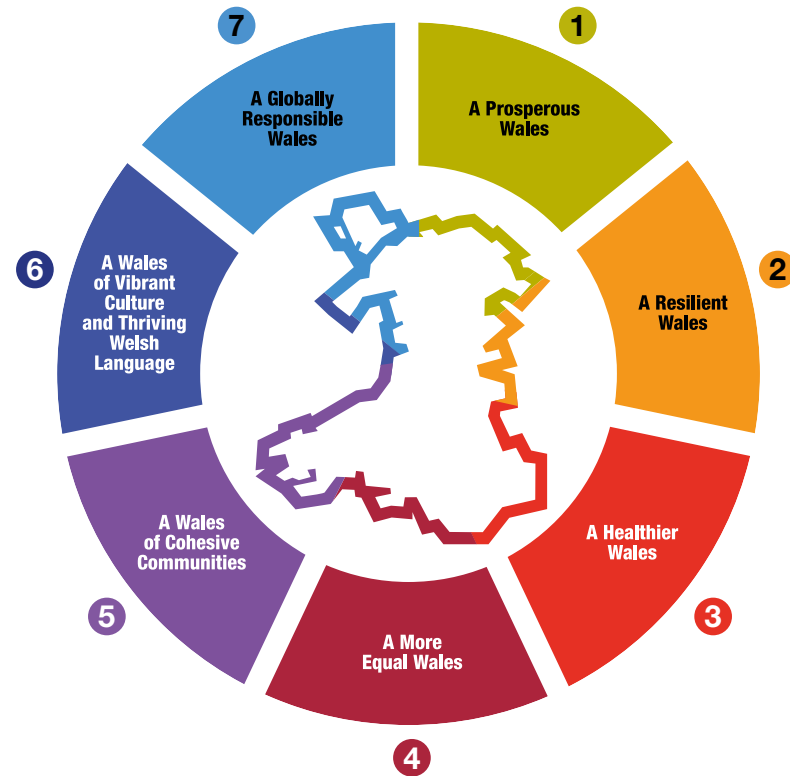 1
A Prosperous
Wales
2
A Resilient
Wales
3
A Healthier
Wales
4
A More
Equal Wales
5
A Wales
of Cohesive
Communities
6
A Wales
of Vibrant
Culture
and Thriving
Welsh
Language
7
A Globally
Responsible
Wales